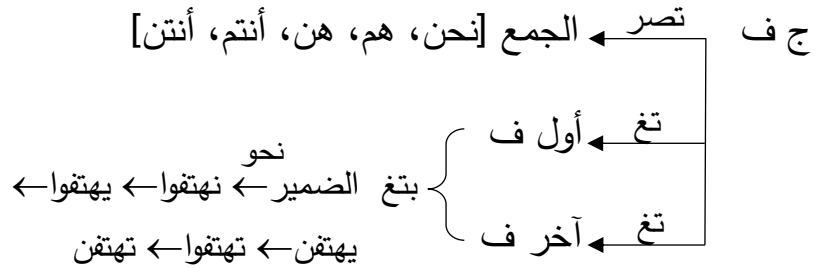 ج ف تصر الجمع [نحن، هم، هن، أنتم، أنتن]
تغ أول ف
نحو
بتغ الضمير← نهتفوا← يهتفوا←
تغ آخر ف
يهتفن← تهتفوا← تهتفن